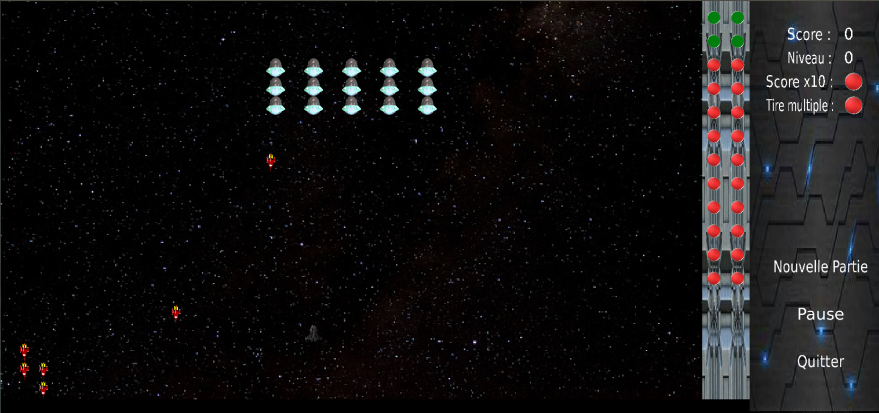 Score : 0
Niveau : 0
Score x10 :
Tire multiple :
Nouvelle Partie
Pause
Quitter